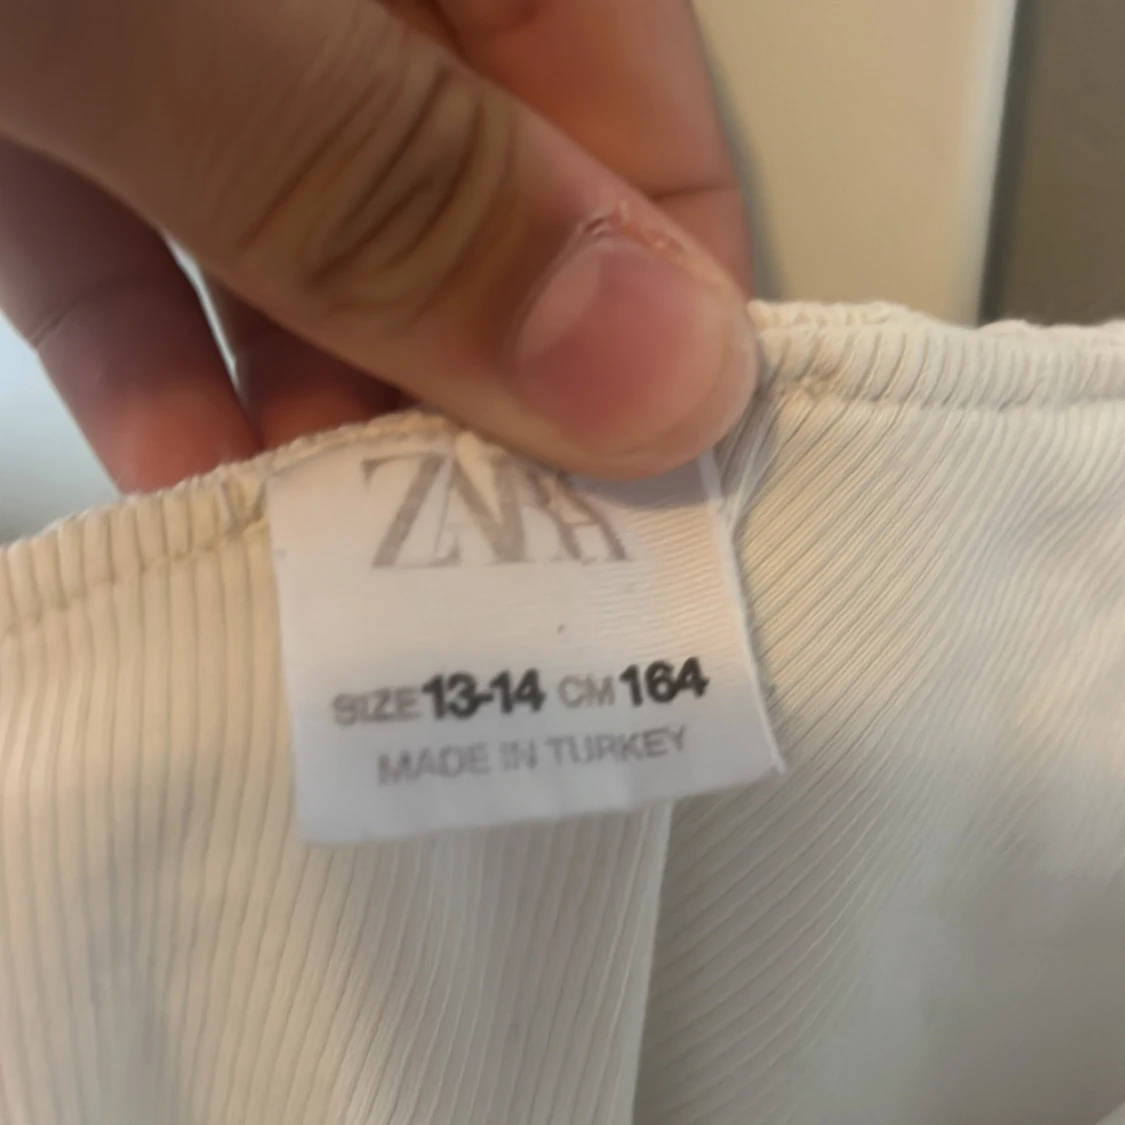 ZARA
SIZE 13-14 CM 164
MADE IN TURKEY